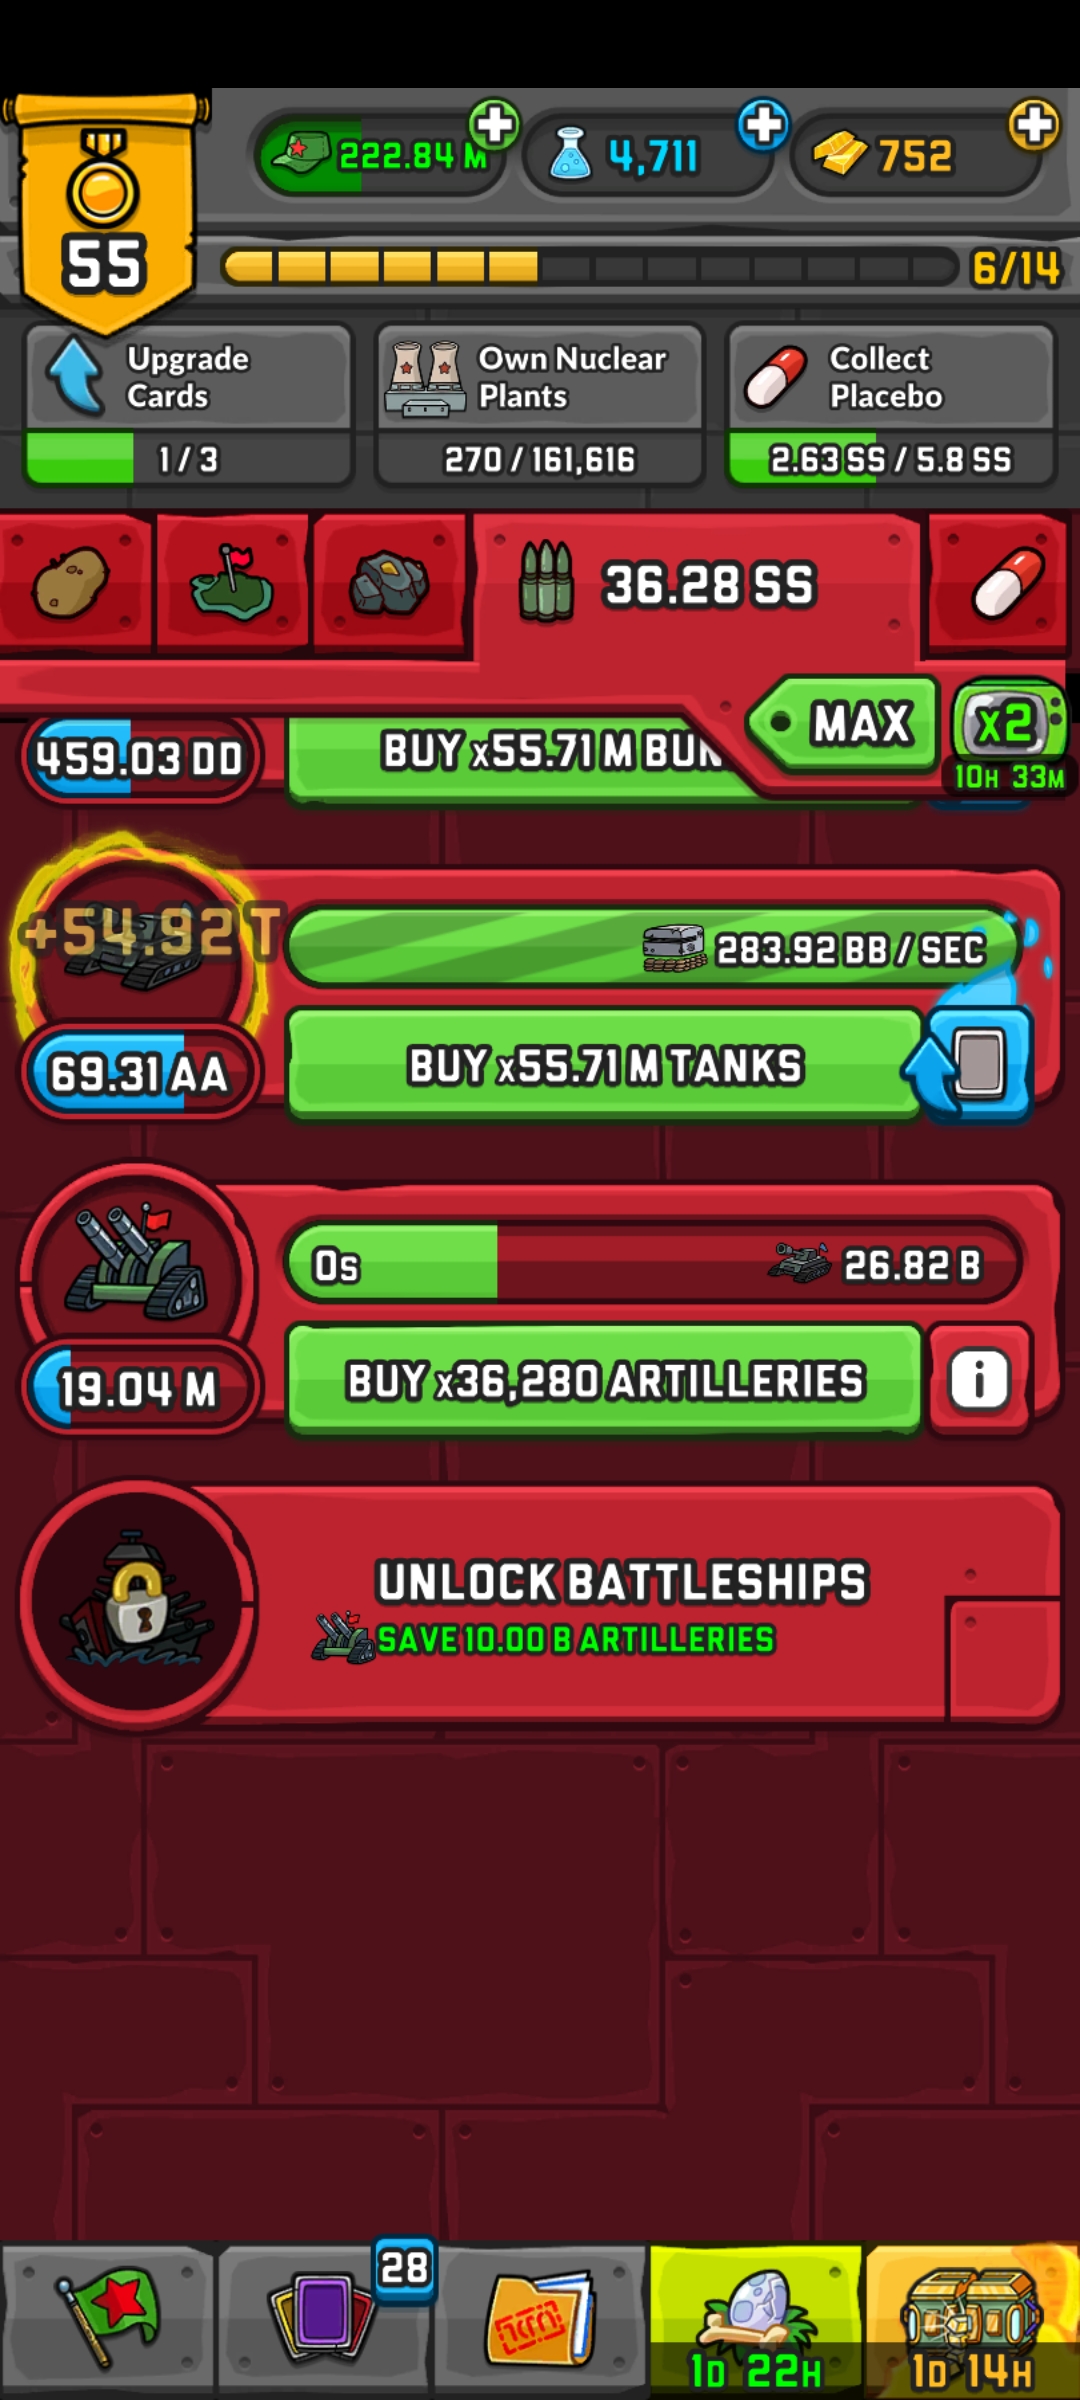 222.84 M
4,711
752
55
6/14
Upgrade
Cards
1 / 3
Own Nuclear
Plants
270 / 161,616
Collect
Placebo
2.63 SS / 5.8 SS
36.28 SS
MAX
x2
10H 33M
459.03 DD
BUY x55.71 M
+54.92 T
283.92 BB / SEC
69.31 AA
BUY x55.71 M TANKS
0s
26.82 B
19.04 M
BUY x36,280 ARTILLERIES
i
UNLOCK BATTLESHIPS
SAVE 10.00 B ARTILLERIES
28
1D 22H
1D 14H